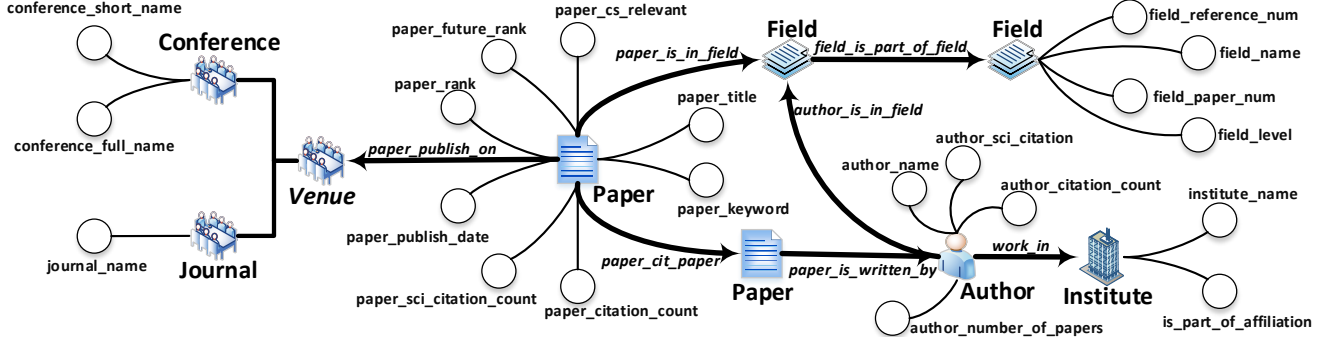 conference_short_name
Conference
conference_full_name
Venue
journal_name
Journal
paper_cs_relevant
paper_future_rank
paper_rank
paper_title
paper_publish_on
Paper
paper_keyword
paper_publish_date
paper_sci_citation_count
paper_citation_count
paper_is_in_field
Field
field_is_part_of_field
Field
field_reference_num
field_name
field_paper_num
field_level
author_is_in_field
author_sci_citation
author_name
author_citation_count
paper_cit_paper
Paper
paper_is_written_by
Author
author_number_of_papers
work_in
Institute
institute_name
is_part_of_affiliation